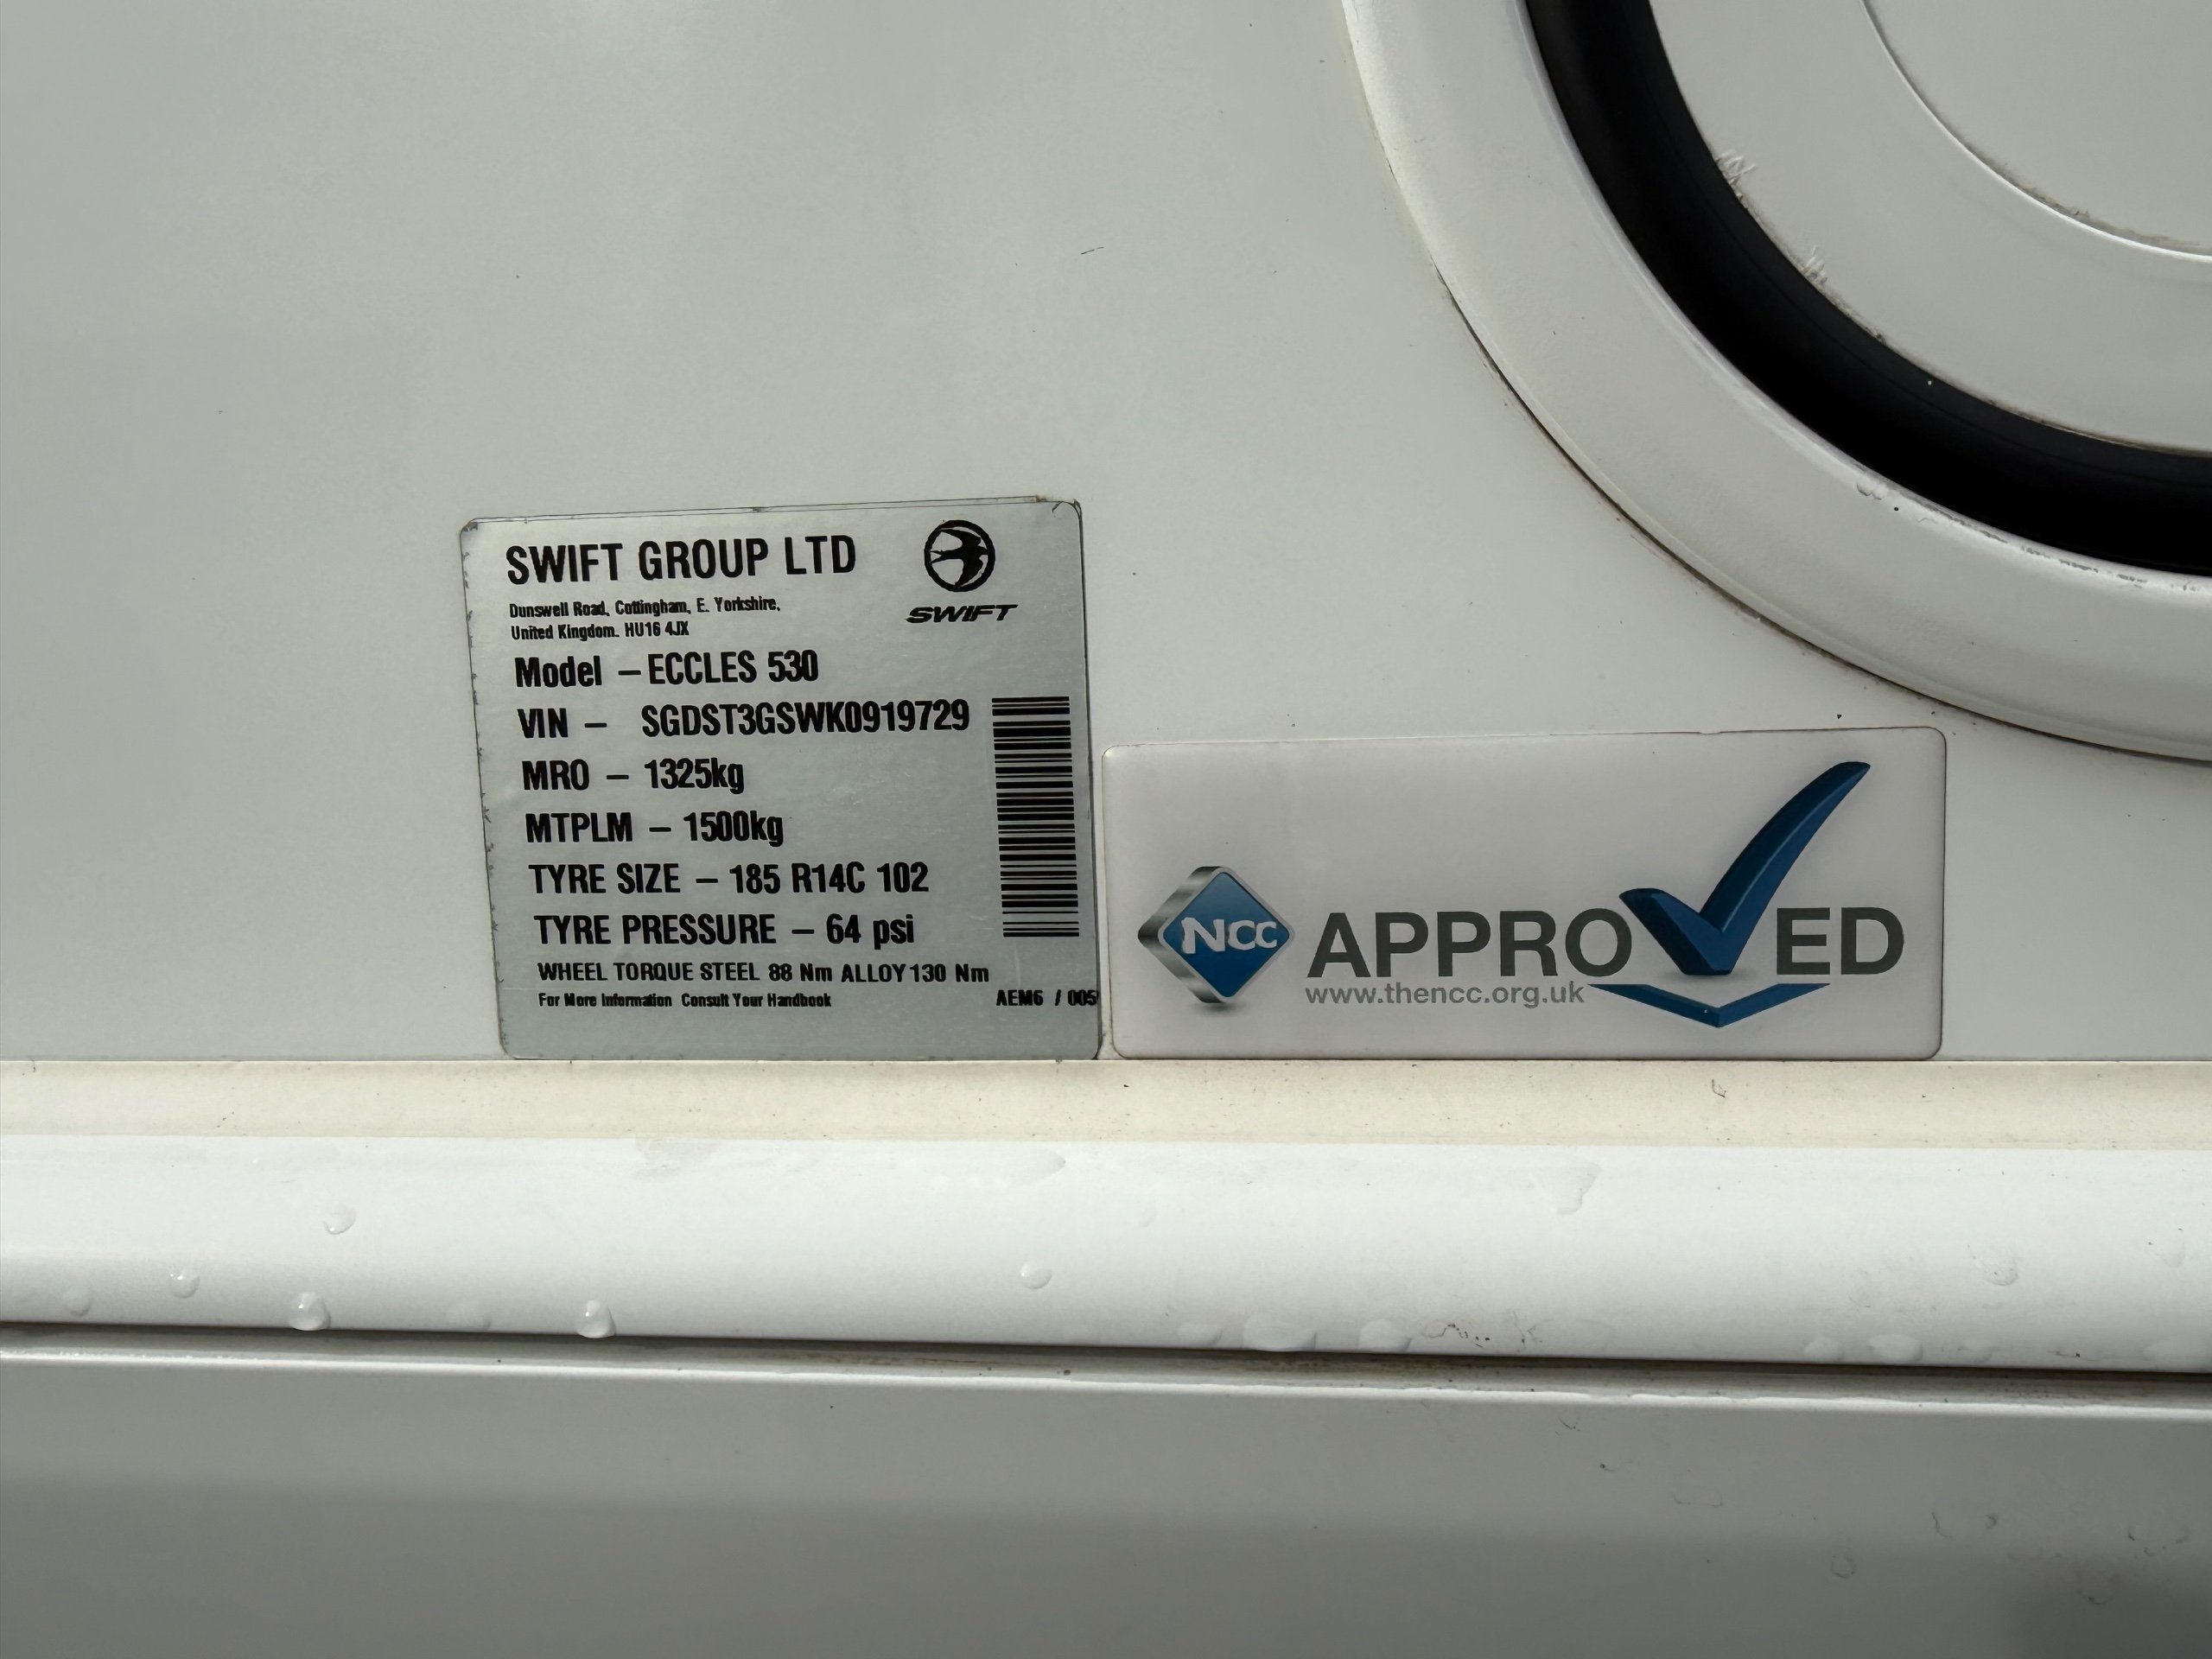 SWIFT GROUP LTD
SWIFT
Dunswell Road, Cottingham, E. Yorkshire,
United Kingdom. HU16 4JX
Model – ECCLES 530
VIN – SGDST3GSWK0919729
MRO – 1325kg
MTPLM – 1500kg
TYRE SIZE – 185 R14C 102
TYRE PRESSURE – 64 psi
WHEEL TORQUE STEEL 88 Nm ALLOY 130 Nm
For More Information Consult Your Handbook
AEM6 / 005
NCC APPROVED
www.thencc.org.uk